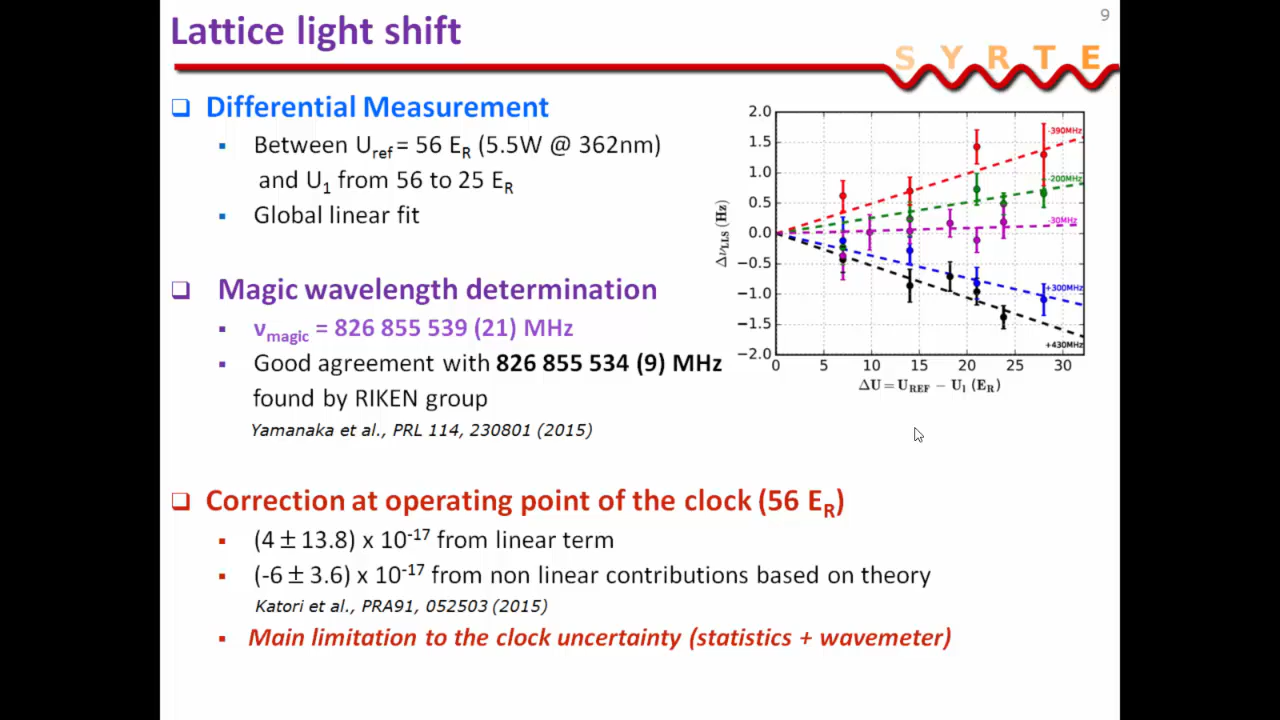 9
Lattice light shift
SYRTE
❑ Differential Measurement
▪ Between U_ref = 56 E_R (5.5W @ 362nm)
and U_1 from 56 to 25 E_R
▪ Global linear fit
❑ Magic wavelength determination
▪ ν_magic = 826 855 539 (21) MHz
▪ Good agreement with 826 855 534 (9) MHz
found by RIKEN group
Yamanaka et al., PRL 114, 230801 (2015)
2.0
1.5
1.0
0.5
0.0
−0.5
−1.0
−1.5
−2.0
Δν_LLS (Hz)
-390MHz
-200MHz
-30MHz
+300MHz
+430MHz
0 5 10 15 20 25 30
ΔU = U_REF − U_1 (E_R)
❑ Correction at operating point of the clock (56 E_R)
▪ (4 ± 13.8) x 10^-17 from linear term
▪ (-6 ± 3.6) x 10^-17 from non linear contributions based on theory
Katori et al., PRA91, 052503 (2015)
▪ Main limitation to the clock uncertainty (statistics + wavemeter)